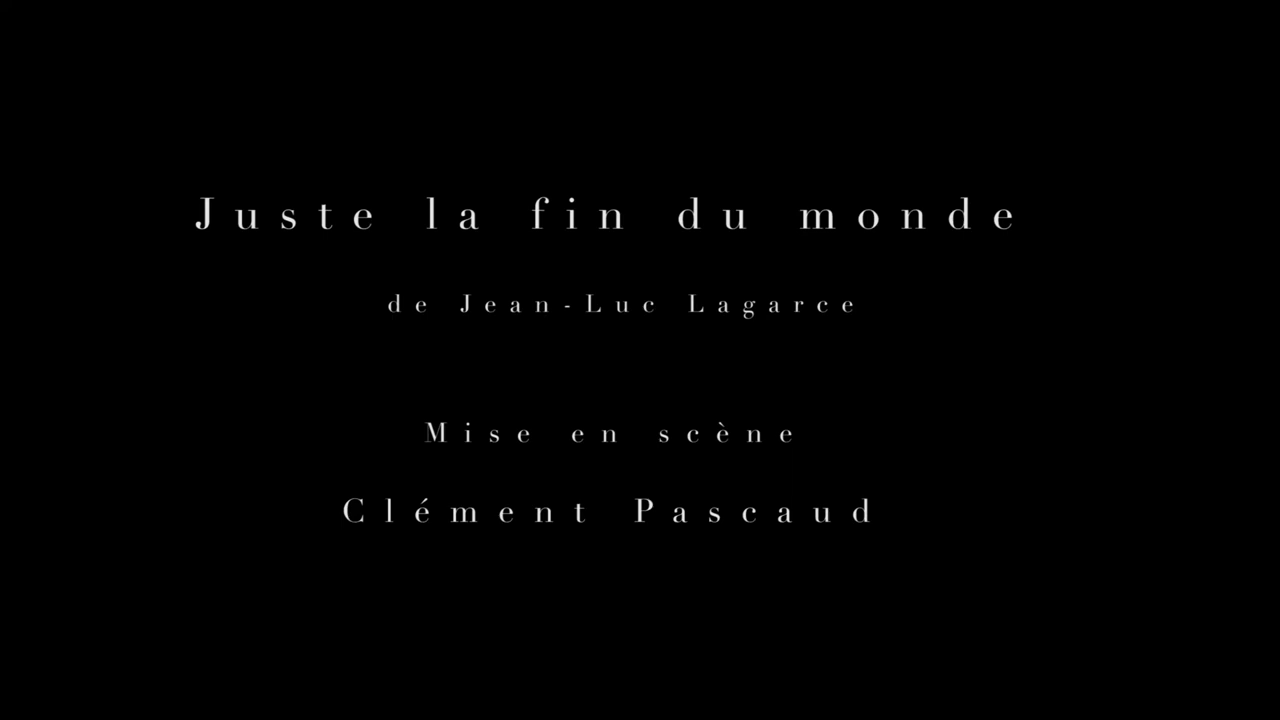 Juste la fin du monde
de Jean-Luc Lagarce
Mise en scène
Clément Pascaud